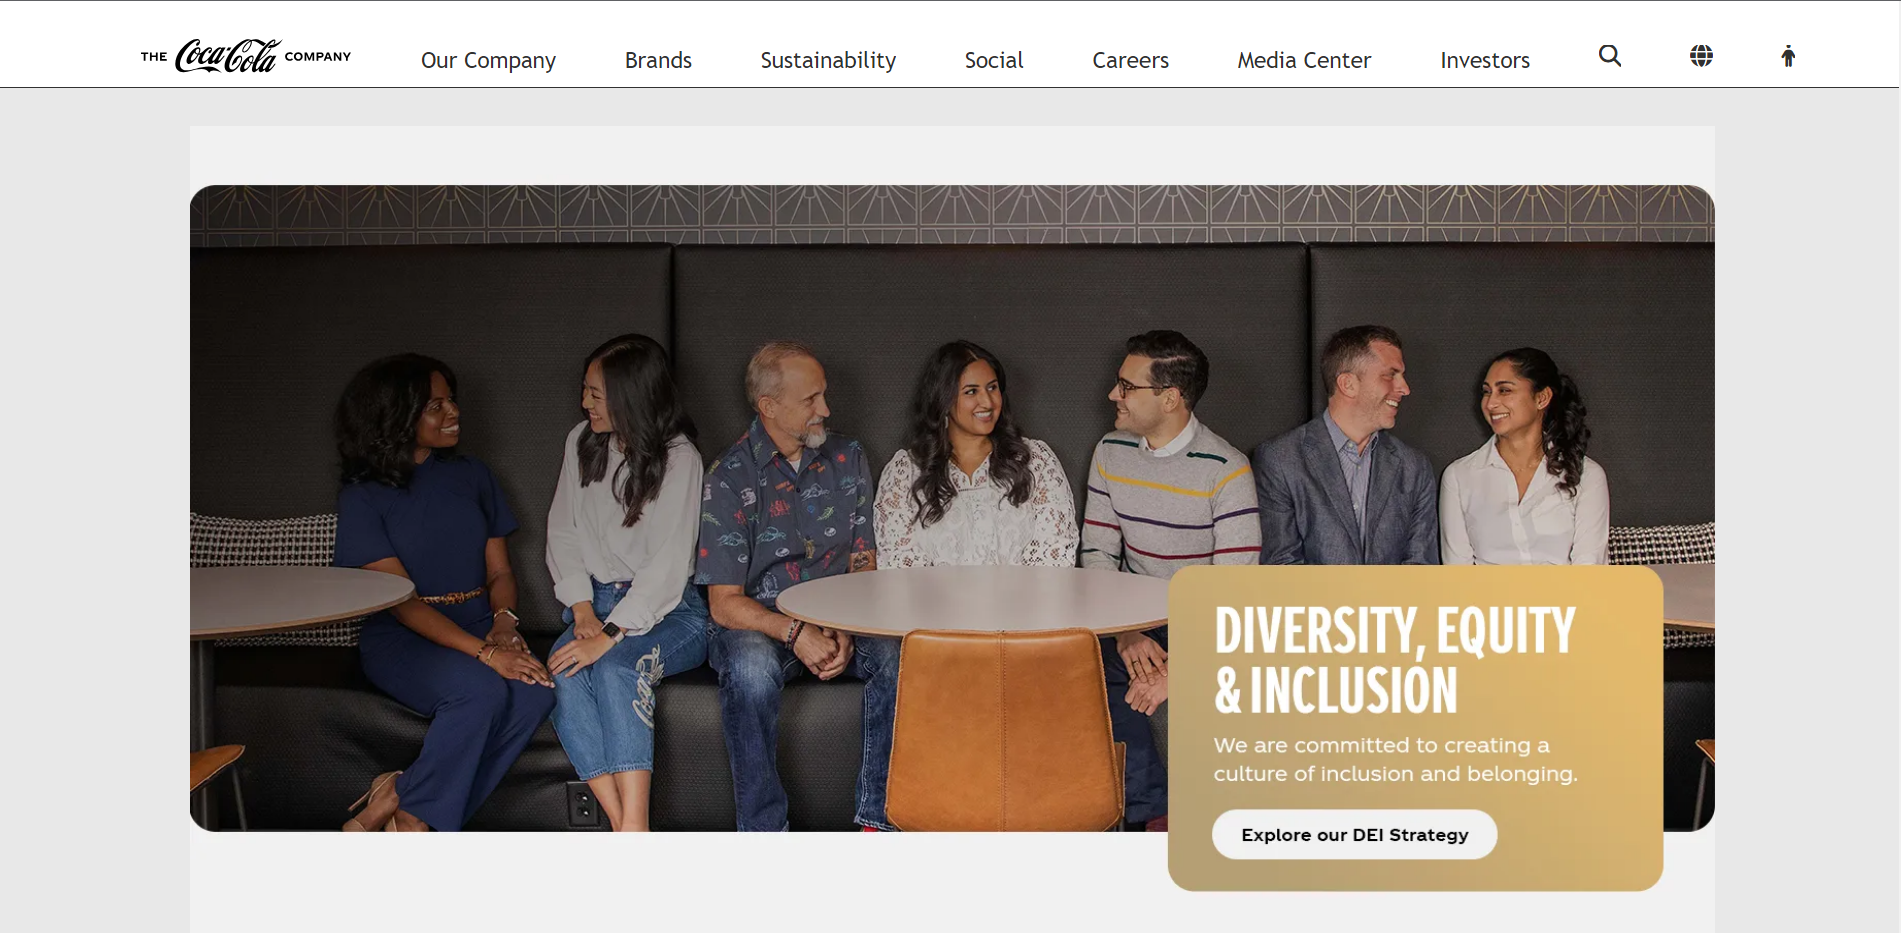 THE Coca-Cola COMPANY
Our Company
Brands
Sustainability
Social
Careers
Media Center
Investors
DIVERSITY, EQUITY
& INCLUSION
We are committed to creating a
culture of inclusion and belonging.
Explore our DEI Strategy